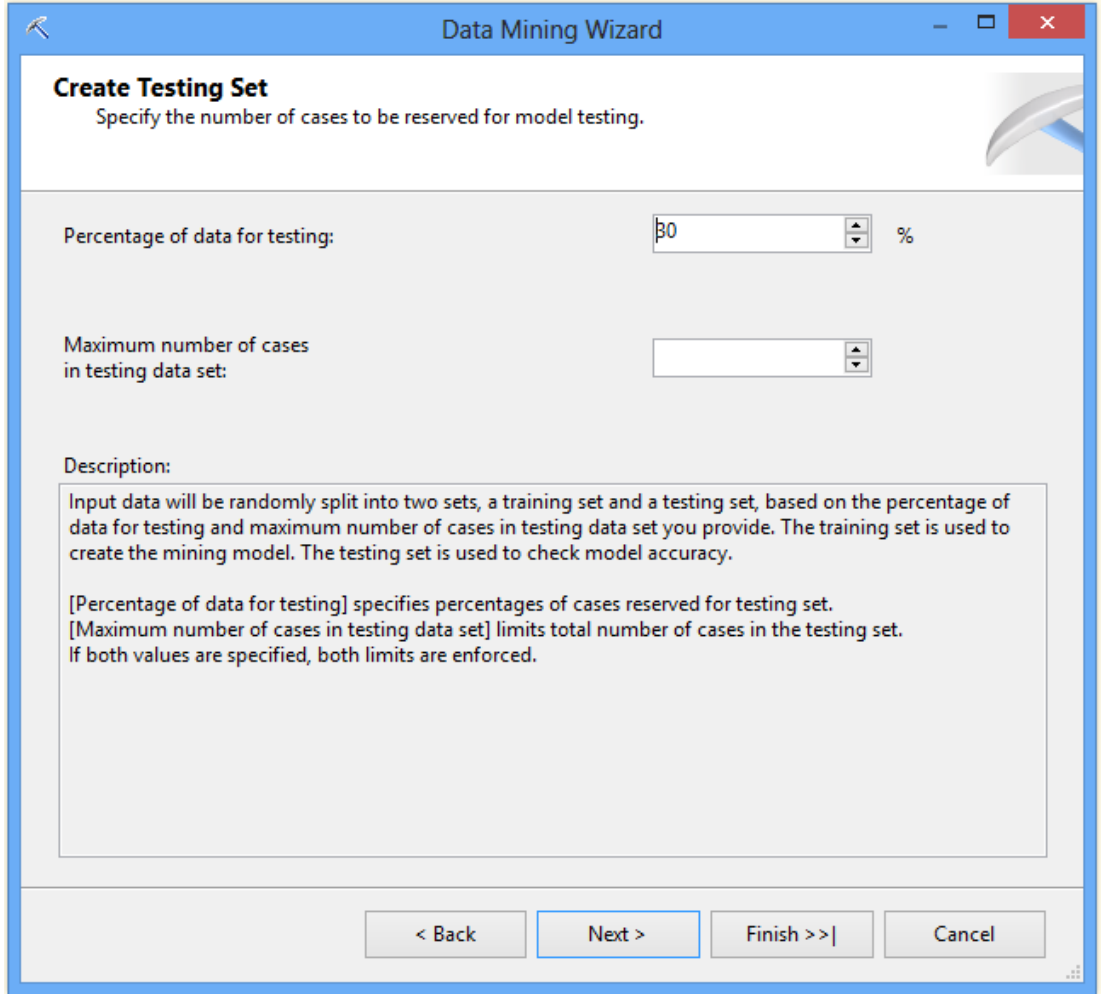 Data Mining Wizard
Create Testing Set
Specify the number of cases to be reserved for model testing.
Percentage of data for testing:
30
%
Maximum number of cases
in testing data set:
Description:
Input data will be randomly split into two sets, a training set and a testing set, based on the percentage of
data for testing and maximum number of cases in testing data set you provide. The training set is used to
create the mining model. The testing set is used to check model accuracy.
[Percentage of data for testing] specifies percentages of cases reserved for testing set.
[Maximum number of cases in testing data set] limits total number of cases in the testing set.
If both values are specified, both limits are enforced.
< Back
Next >
Finish >>|
Cancel